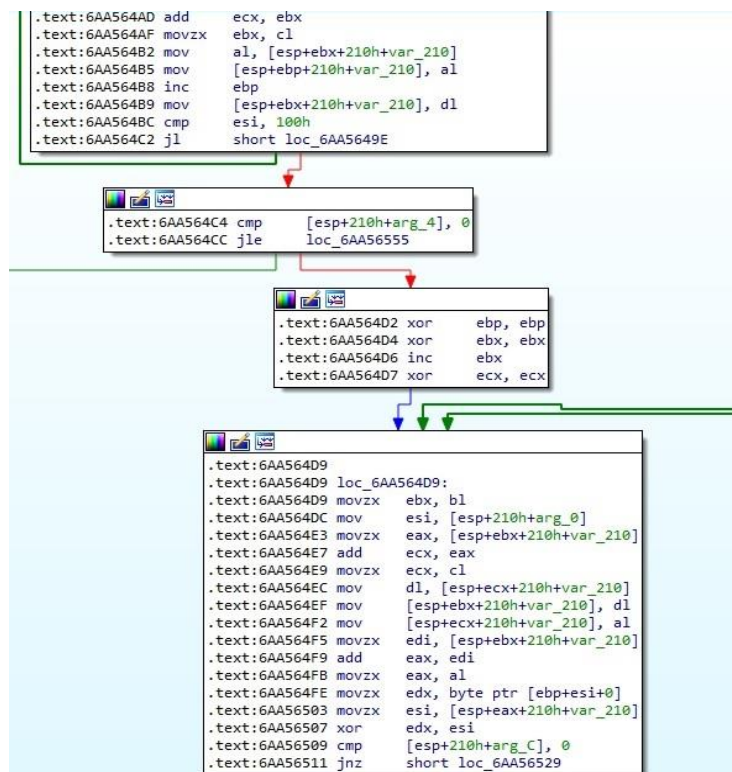 .text:6AA564AD add ecx, ebx
.text:6AA564AF movzx ebx, cl
.text:6AA564B2 mov al, [esp+ebx+210h+var_210]
.text:6AA564B5 mov [esp+ebp+210h+var_210], al
.text:6AA564B8 inc ebp
.text:6AA564B9 mov [esp+ebx+210h+var_210], dl
.text:6AA564BC cmp esi, 100h
.text:6AA564C2 jl short loc_6AA5649E
.text:6AA564C4 cmp [esp+210h+arg_4], 0
.text:6AA564CC jle loc_6AA56555
.text:6AA564D2 xor ebp, ebp
.text:6AA564D4 xor ebx, ebx
.text:6AA564D6 inc ebx
.text:6AA564D7 xor ecx, ecx
.text:6AA564D9
.text:6AA564D9 loc_6AA564D9:
.text:6AA564D9 movzx ebx, bl
.text:6AA564DC mov esi, [esp+210h+arg_0]
.text:6AA564E3 movzx eax, [esp+ebx+210h+var_210]
.text:6AA564E7 add ecx, eax
.text:6AA564E9 movzx ecx, cl
.text:6AA564EC mov dl, [esp+ecx+210h+var_210]
.text:6AA564EF mov [esp+ebx+210h+var_210], dl
.text:6AA564F2 mov [esp+ecx+210h+var_210], al
.text:6AA564F5 movzx edi, [esp+ebx+210h+var_210]
.text:6AA564F9 add eax, edi
.text:6AA564FB movzx eax, al
.text:6AA564FE movzx edx, byte ptr [ebp+esi+0]
.text:6AA56503 movzx esi, [esp+eax+210h+var_210]
.text:6AA56507 xor edx, esi
.text:6AA56509 cmp [esp+210h+arg_C], 0
.text:6AA56511 jnz short loc_6AA56529